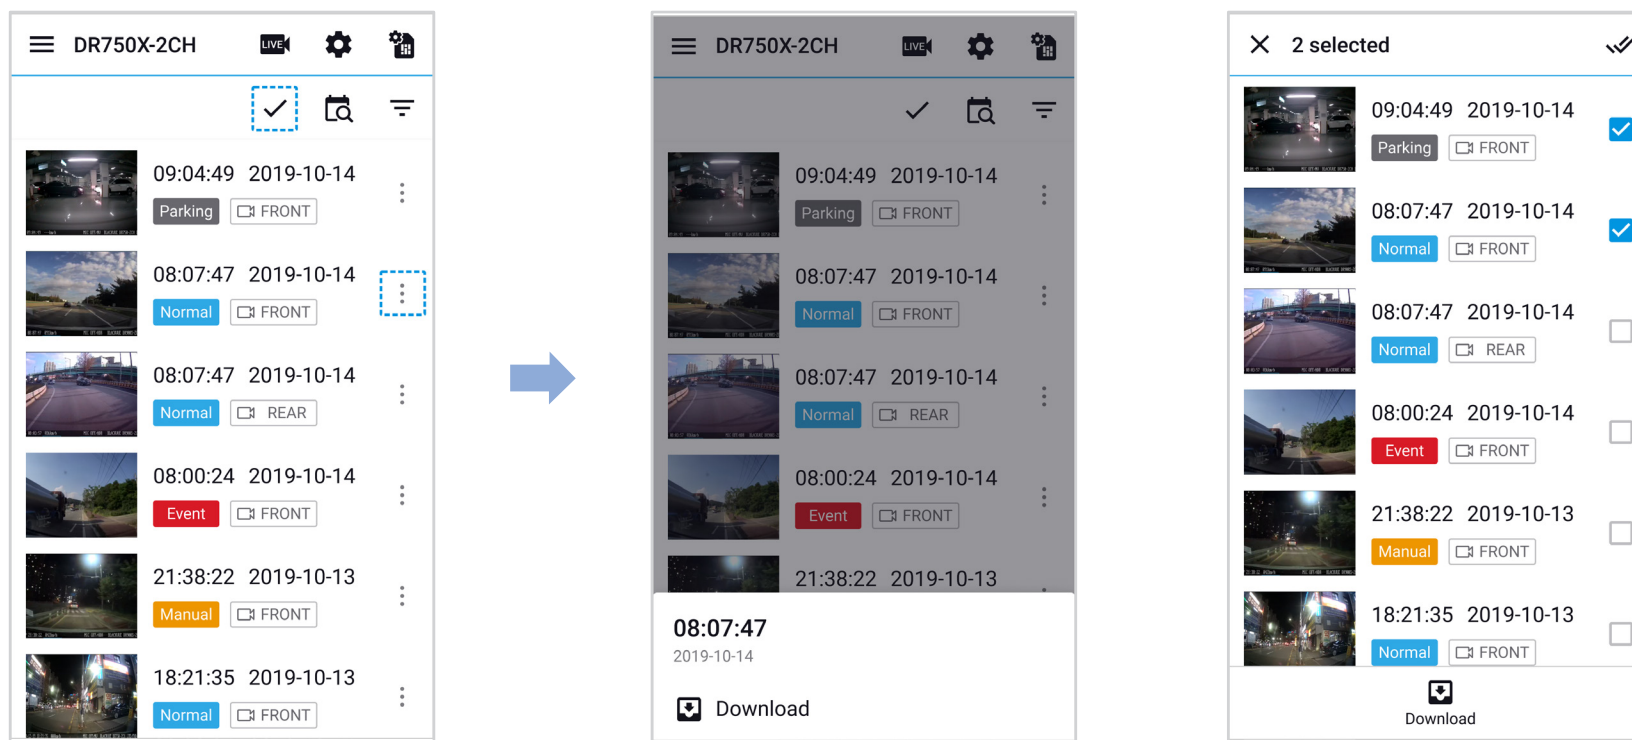 DR750X-2CH
LIVE
09:04:49 2019-10-14
Parking FRONT
08:07:47 2019-10-14
Normal FRONT
08:07:47 2019-10-14
Normal REAR
08:00:24 2019-10-14
Event FRONT
21:38:22 2019-10-13
Manual FRONT
18:21:35 2019-10-13
Normal FRONT
DR750X-2CH
LIVE
09:04:49 2019-10-14
Parking FRONT
08:07:47 2019-10-14
Normal FRONT
08:07:47 2019-10-14
Normal REAR
08:00:24 2019-10-14
Event FRONT
21:38:22 2019-10-13
08:07:47
2019-10-14
Download
2 selected
09:04:49 2019-10-14
Parking FRONT
08:07:47 2019-10-14
Normal FRONT
08:07:47 2019-10-14
Normal REAR
08:00:24 2019-10-14
Event FRONT
21:38:22 2019-10-13
Manual FRONT
18:21:35 2019-10-13
Normal FRONT
Download